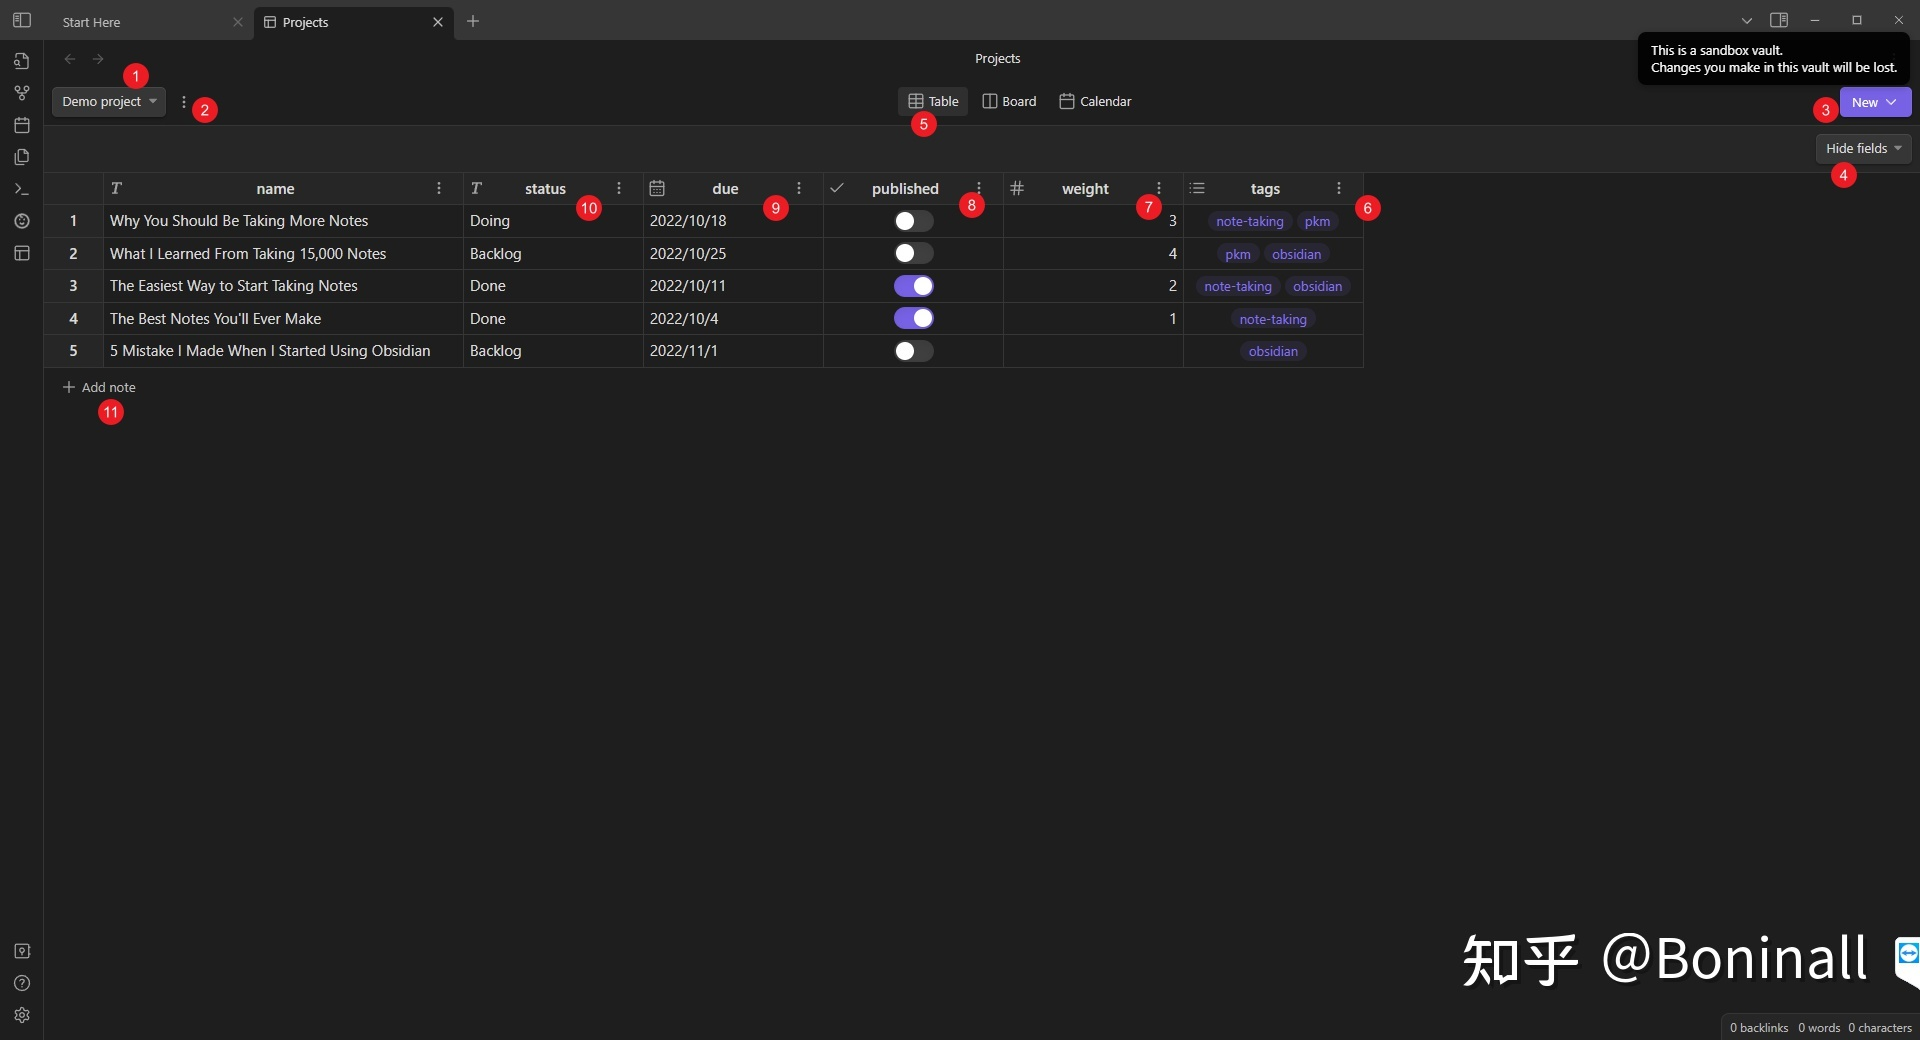 Start Here
Projects
Projects
This is a sandbox vault.
Changes you make in this vault will be lost.
1
Demo project
2
Table
Board
Calendar
5
3
New
Hide fields
4
name
status
due
published
weight
tags
10
9
8
7
6
1 Why You Should Be Taking More Notes Doing 2022/10/18 3 note-taking pkm
2 What I Learned From Taking 15,000 Notes Backlog 2022/10/25 4 pkm obsidian
3 The Easiest Way to Start Taking Notes Done 2022/10/11 2 note-taking obsidian
4 The Best Notes You'll Ever Make Done 2022/10/4 1 note-taking
5 5 Mistake I Made When I Started Using Obsidian Backlog 2022/11/1 obsidian
Add note
11
知乎 @Boninall
0 backlinks 0 words 0 characters